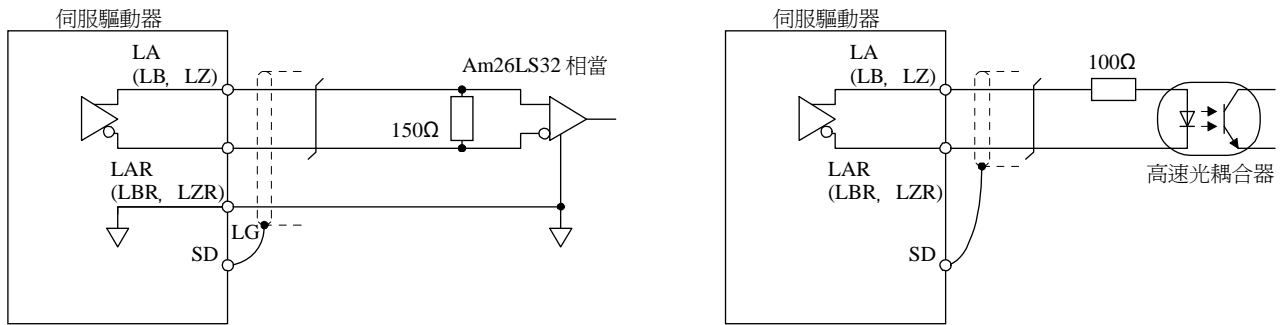 伺服驅動器
LA
(LB, LZ)
Am26LS32 相當
150Ω
LAR
(LBR, LZR)
LG
SD
伺服驅動器
LA
(LB, LZ)
100Ω
LAR
(LBR, LZR)
高速光耦合器
SD